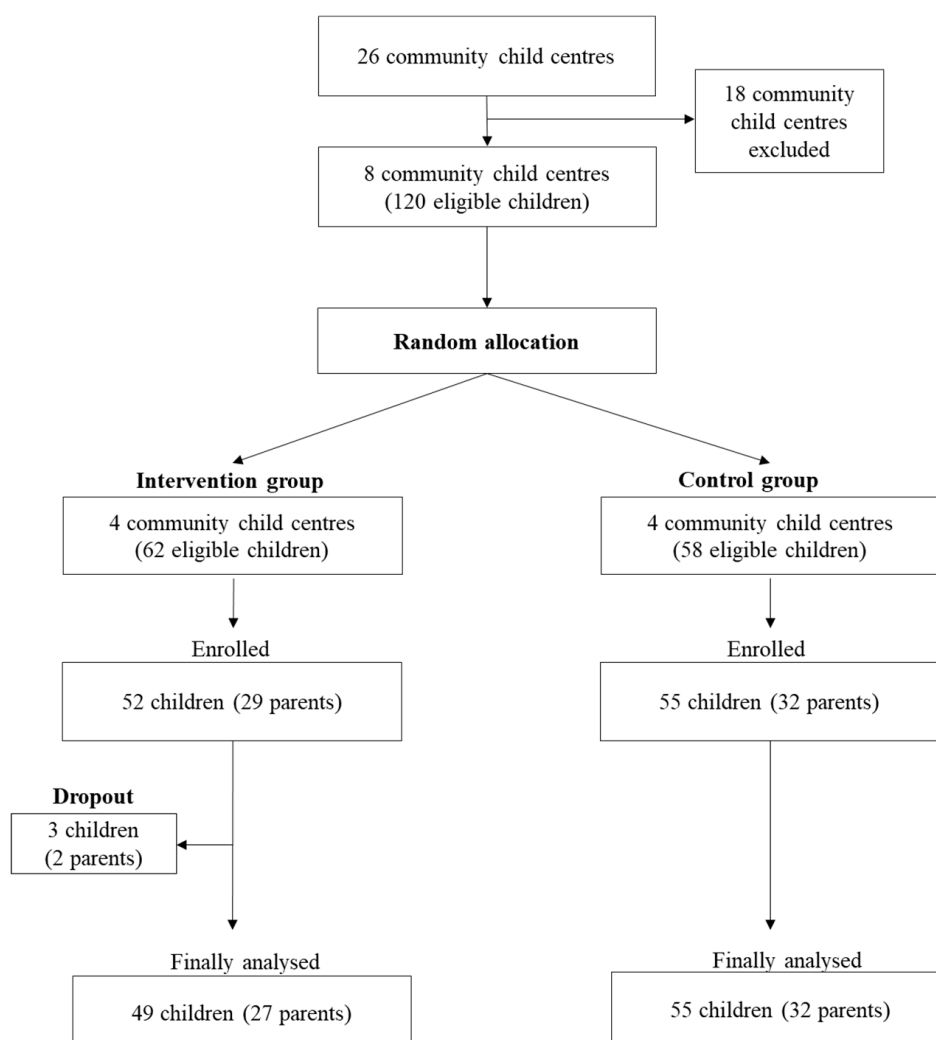 26 community child centres
18 community
child centres
excluded
8 community child centres
(120 eligible children)
Random allocation
Intervention group
4 community child centres
(62 eligible children)
Control group
4 community child centres
(58 eligible children)
Enrolled
52 children (29 parents)
Enrolled
55 children (32 parents)
Dropout
3 children
(2 parents)
Finally analysed
49 children (27 parents)
Finally analysed
55 children (32 parents)